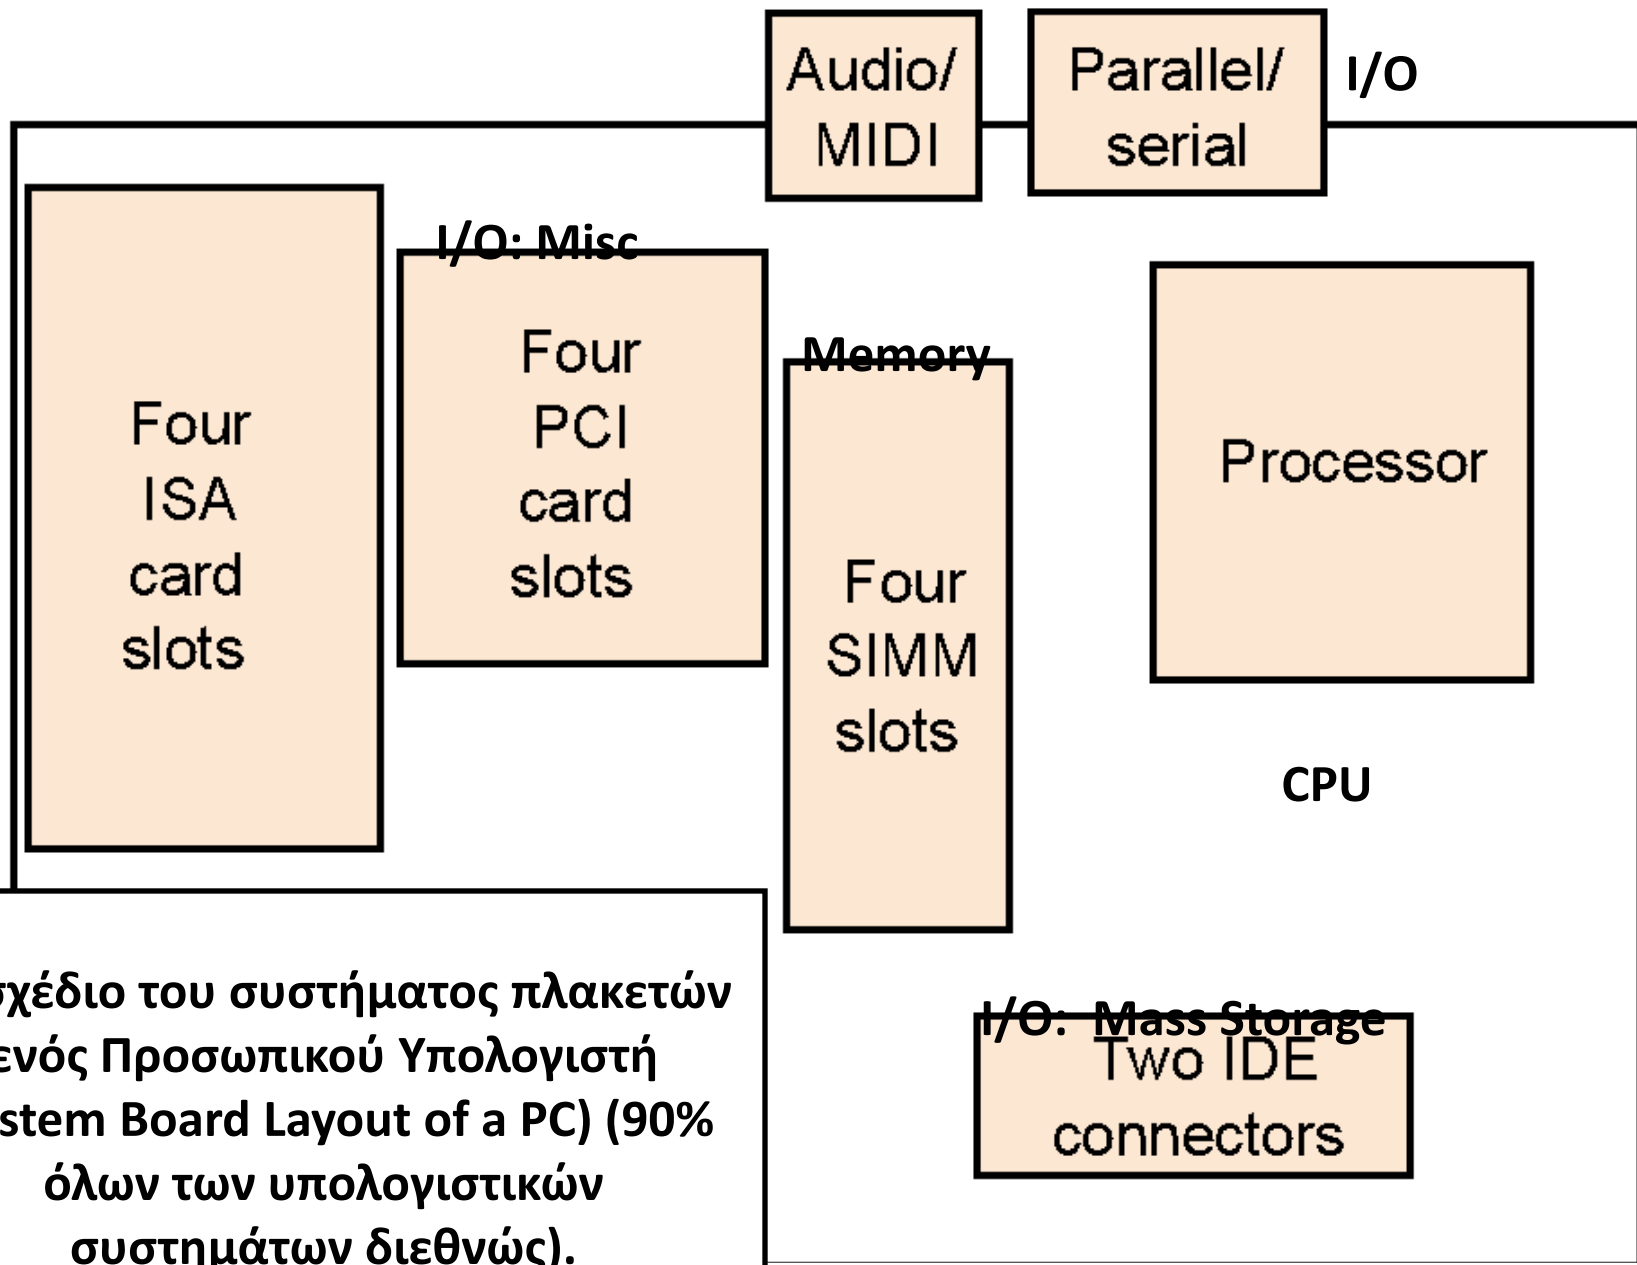 Audio/
MIDI
Parallel/
serial
I/O
I/O: Misc
Four
ISA
card
slots
Four
PCI
card
slots
Memory
Four
SIMM
slots
Processor
CPU
I/O: Mass Storage
Two IDE
connectors
σχέδιο του συστήματος πλακετών
ενός Προσωπικού Υπολογιστή
stem Board Layout of a PC) (90%
όλων των υπολογιστικών
συστημάτων διεθνώς).